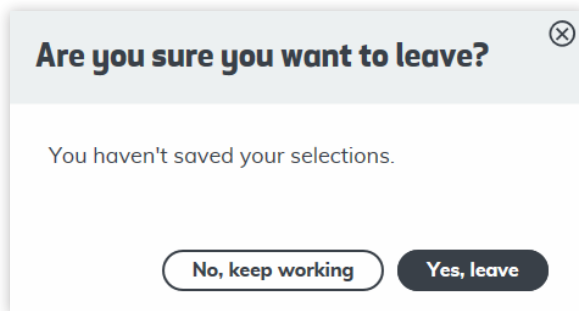 Are you sure you want to leave?
You haven't saved your selections.
No, keep working
Yes, leave